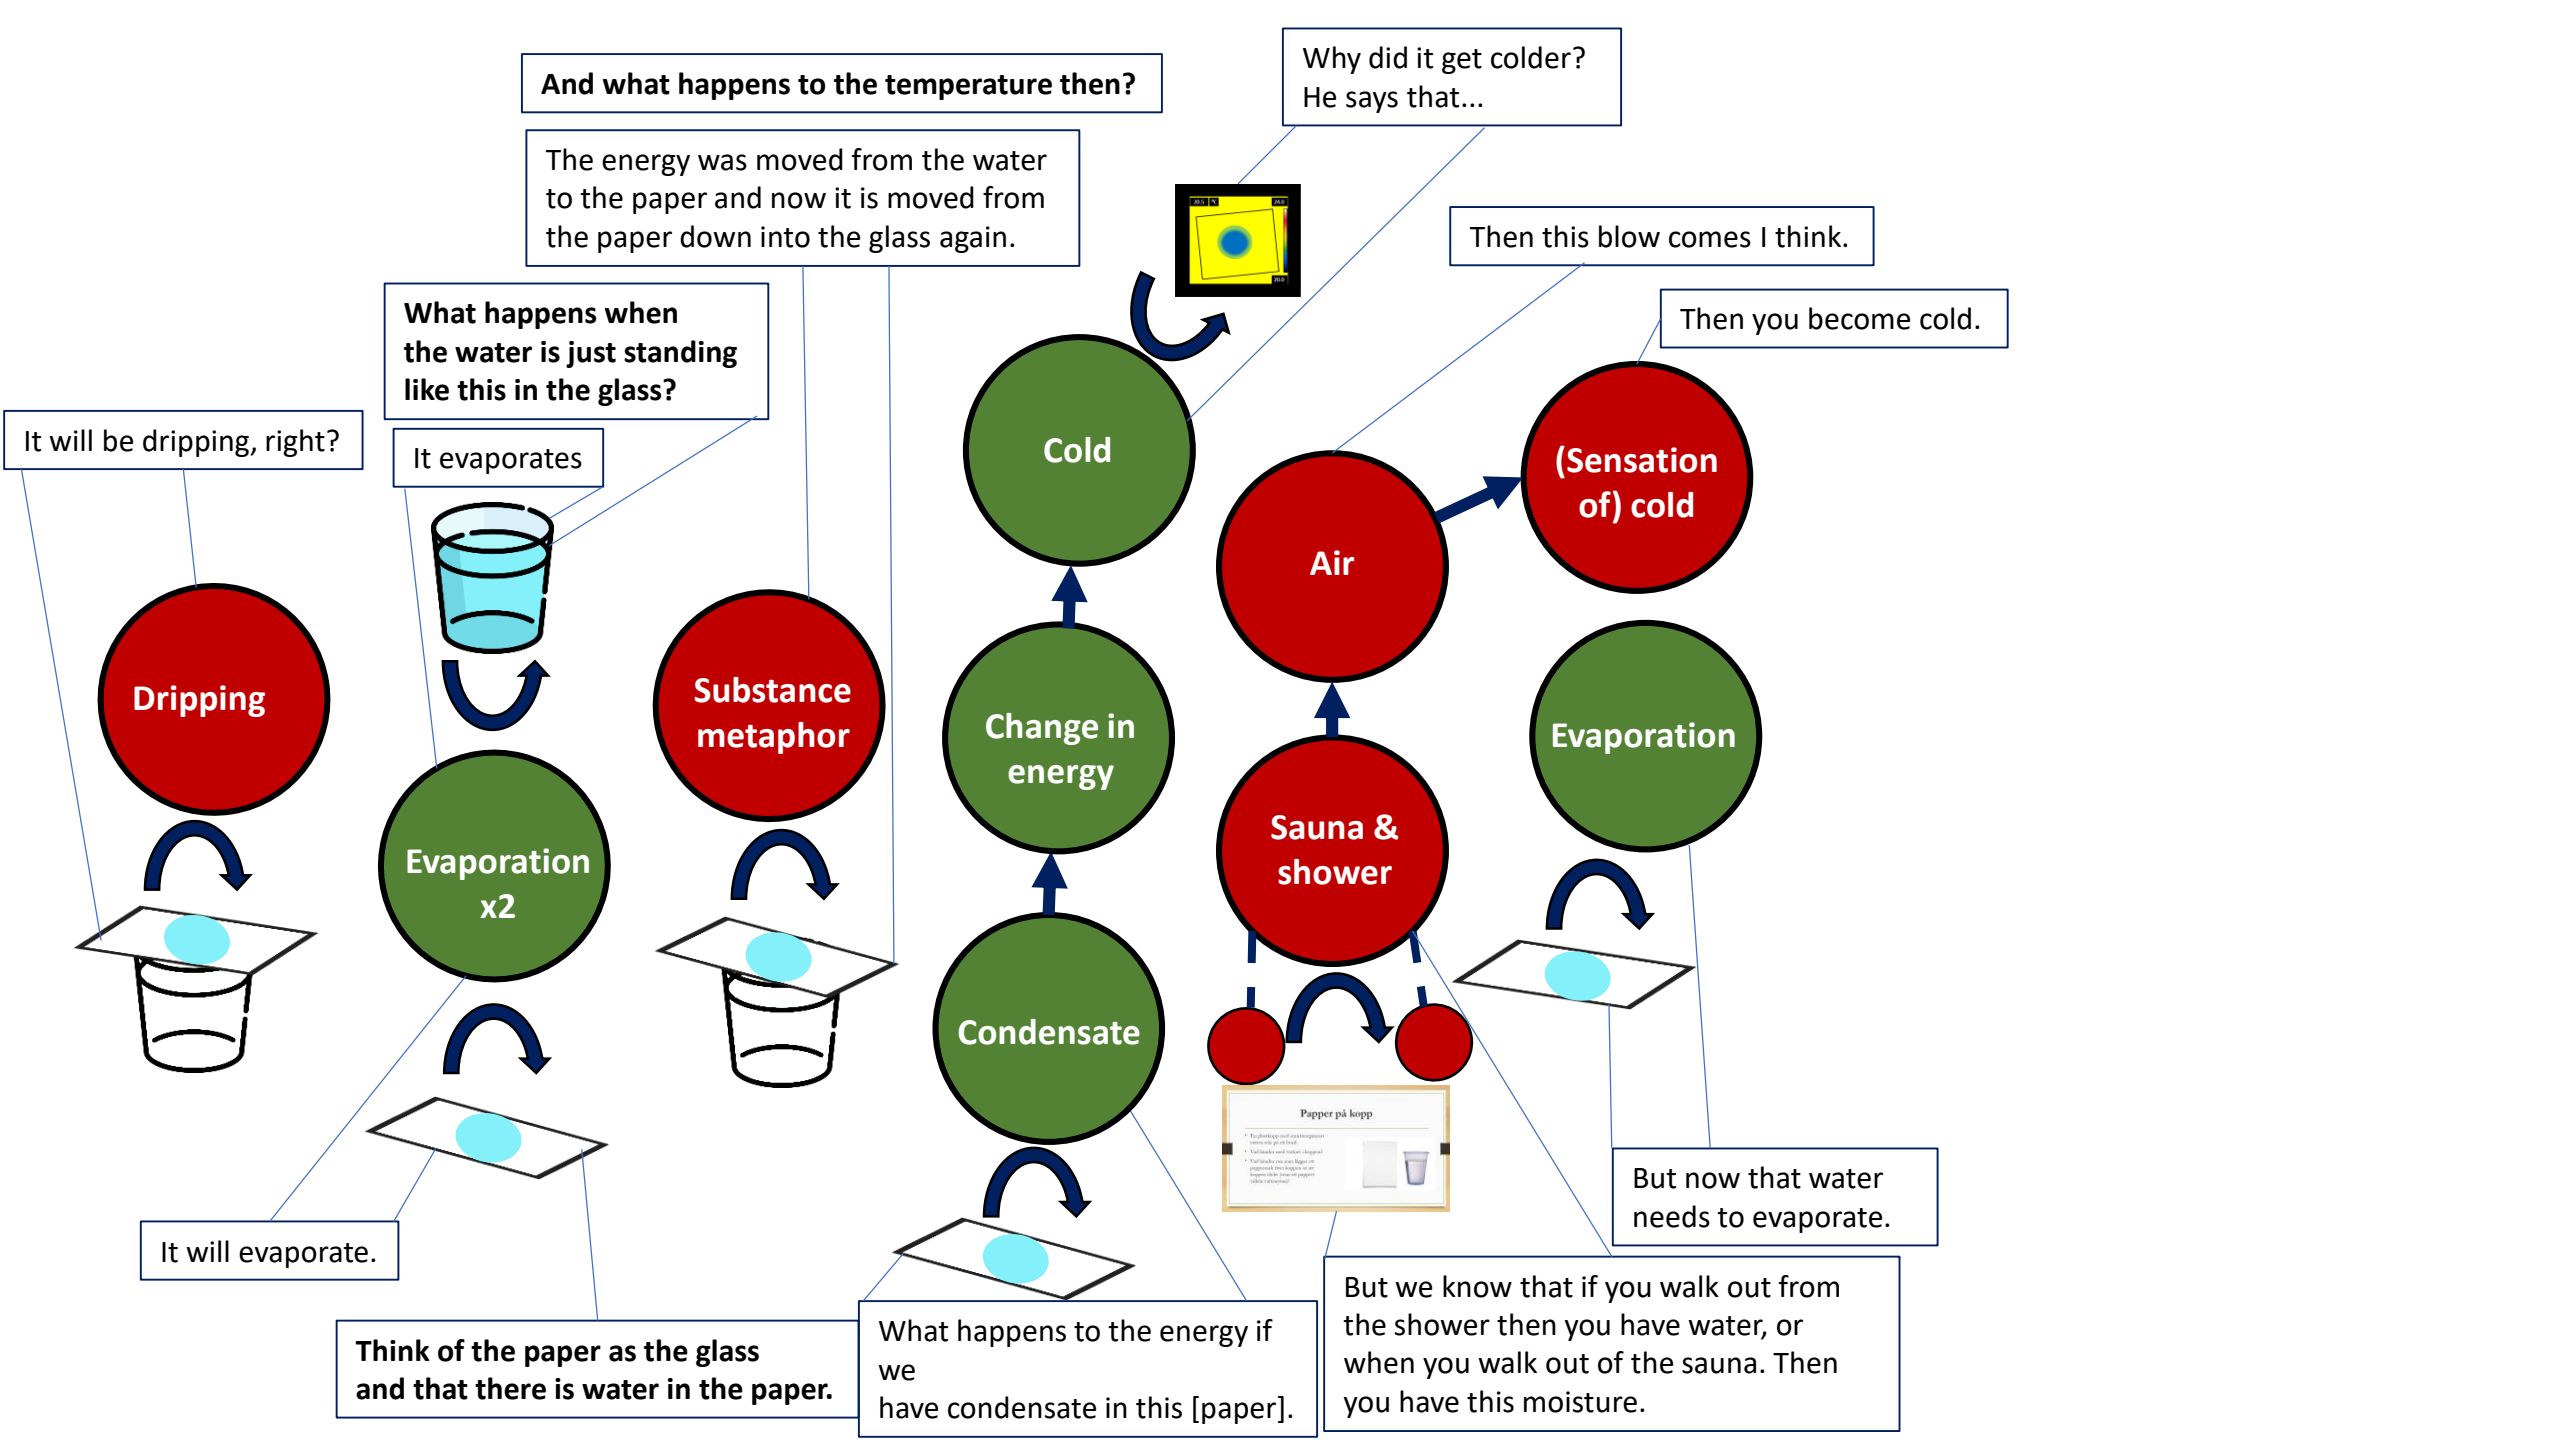 Why did it get colder?
He says that...
And what happens to the temperature then?
The energy was moved from the water
to the paper and now it is moved from
the paper down into the glass again.
20.5
°C
24.0
20.0
Then this blow comes I think.
Then you become cold.
What happens when
the water is just standing
like this in the glass?
It will be dripping, right?
It evaporates
Cold
(Sensation
of) cold
Air
Dripping
Substance
metaphor
Change in
energy
Evaporation
Evaporation
x2
Sauna &
shower
Condensate
Papper på kopp
But now that water
needs to evaporate.
It will evaporate.
Think of the paper as the glass
and that there is water in the paper.
What happens to the energy if
we
have condensate in this [paper].
But we know that if you walk out from
the shower then you have water, or
when you walk out of the sauna. Then
you have this moisture.